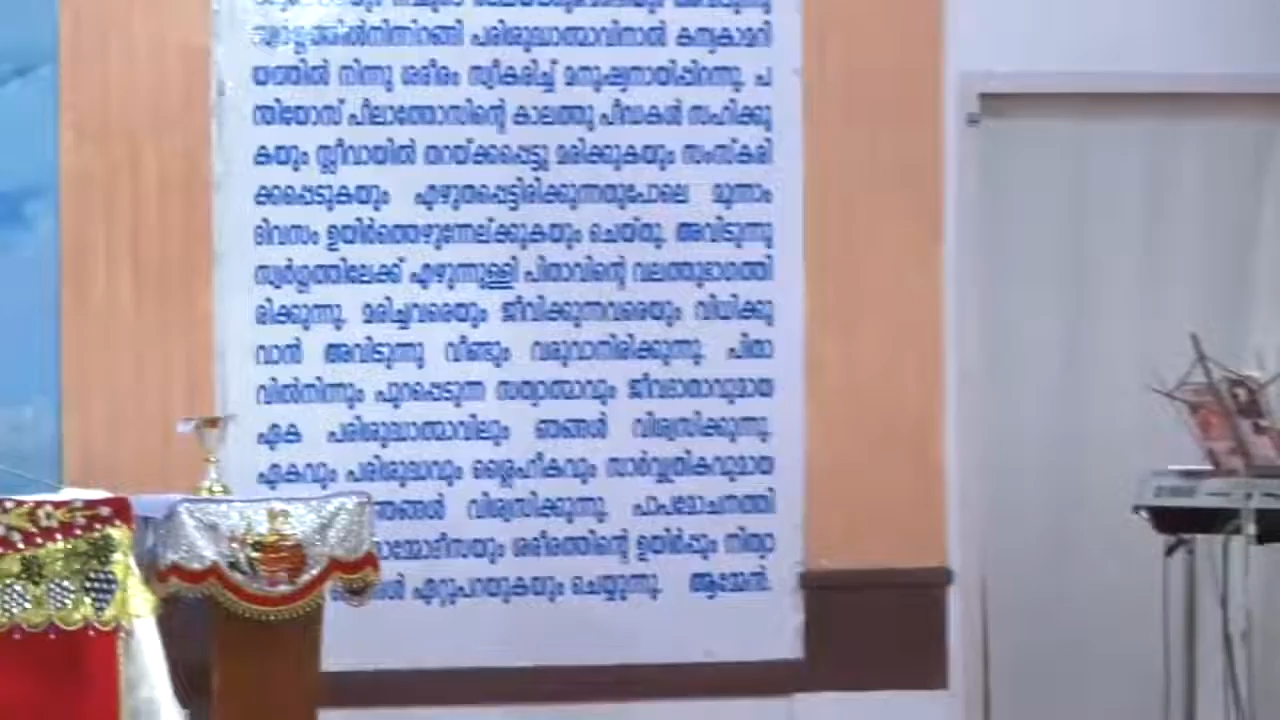 സ്വർഗ്ഗത്തിൽനിന്നിറങ്ങി പരിശുദ്ധാത്മാവിനാൽ കന്യകാമറി
യത്തിൽ നിന്നു ശരീരം സ്വീകരിച്ച് മനുഷ്യനായിപ്പിറന്നു. പ
ന്തിയോസ് പീലാത്തോസിന്റെ കാലത്തു പീഡകൾ സഹിക്കു
കയും സ്ലീവായിൽ തറയ്ക്കപ്പെട്ടു മരിക്കുകയും സംസ്കരി
ക്കപ്പെടുകയും എഴുതപ്പെട്ടിരിക്കുന്നതുപോലെ മൂന്നാം
ദിവസം ഉയിർത്തെഴുന്നേല്ക്കുകയും ചെയ്തു. അവിടുന്നു
സ്വർഗ്ഗത്തിലേക്ക് എഴുന്നുള്ളി പിതാവിന്റെ വലത്തുഭാഗത്തി
രിക്കുന്നു. മരിച്ചവരെയും ജീവിക്കുന്നവരെയും വിധിക്കു
വാൻ അവിടുന്നു വീണ്ടും വരുവാനിരിക്കുന്നു. പിതാ
വിൽനിന്നും പുറപ്പെടുന്ന സത്യാത്മാവും ജീവദാതാവുമായ
ഏക പരിശുദ്ധാത്മാവിലും ഞങ്ങൾ വിശ്വസിക്കുന്നു.
ഏകവും പരിശുദ്ധവും ശ്ലൈഹികവും സാർവ്വത്രികവുമായ
ഞങ്ങൾ വിശ്വസിക്കുന്നു. പാപമോചനത്തി
മാമ്മോദീസയും ശരീരത്തിന്റെ ഉയിർപ്പും നിത്യാ
ഏറ്റുപറയുകയും ചെയ്യുന്നു. ആമ്മേൻ.